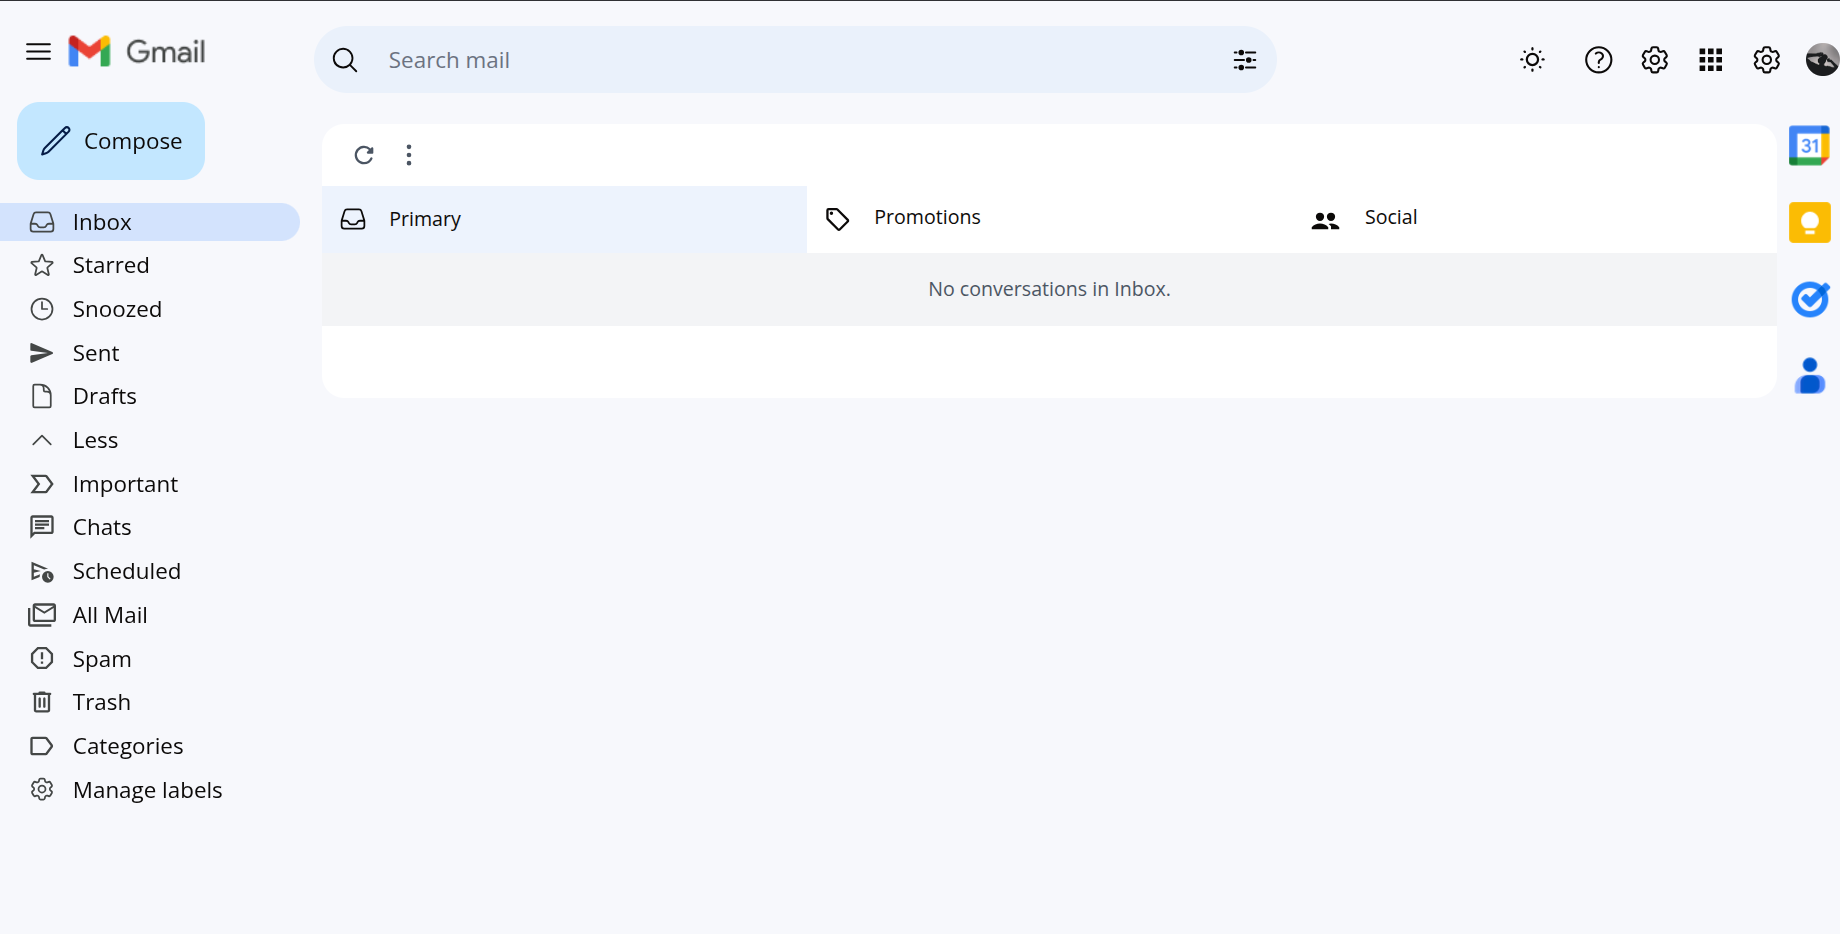 Gmail
Search mail
Compose
Inbox
Starred
Snoozed
Sent
Drafts
Less
Important
Chats
Scheduled
All Mail
Spam
Trash
Categories
Manage labels
Primary
Promotions
Social
No conversations in Inbox.
31